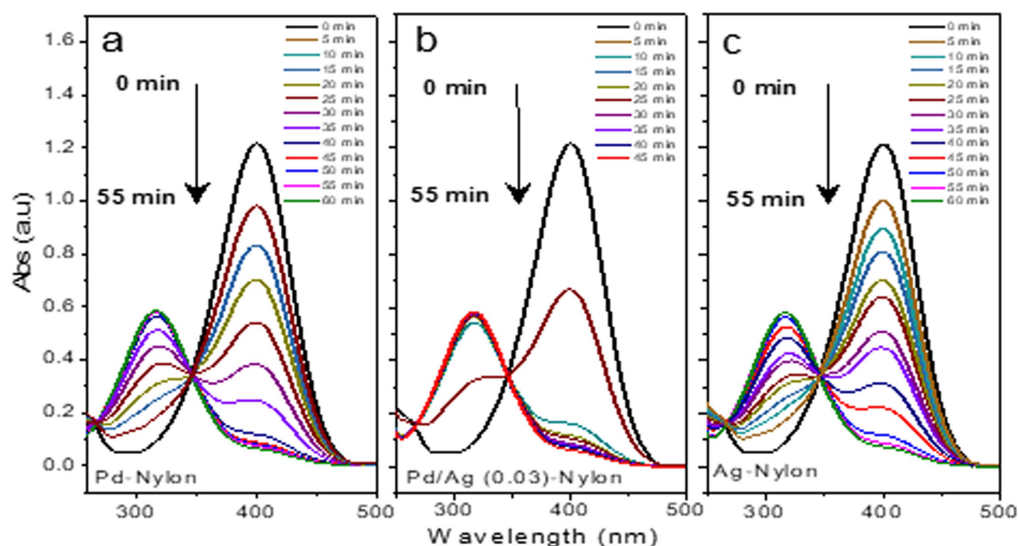 a
0 min
5 min
10 min
15 min
20 min
25 min
30 min
35 min
40 min
45 min
50 min
55 min
60 min
0 min
55 min
Pd-Nylon
b
0 min
5 min
10 min
15 min
20 min
25 min
30 min
35 min
40 min
45 min
0 min
55 min
Pd/Ag (0.03)-Nylon
c
0 min
5 min
10 min
15 min
20 min
25 min
30 min
35 min
40 min
45 min
50 min
55 min
60 min
0 min
55 min
Ag-Nylon
Abs (a.u)
1.6
1.4
1.2
1.0
0.8
0.6
0.4
0.2
0.0
300 400 500
300 400 500
300 400 500
Wavelength (nm)